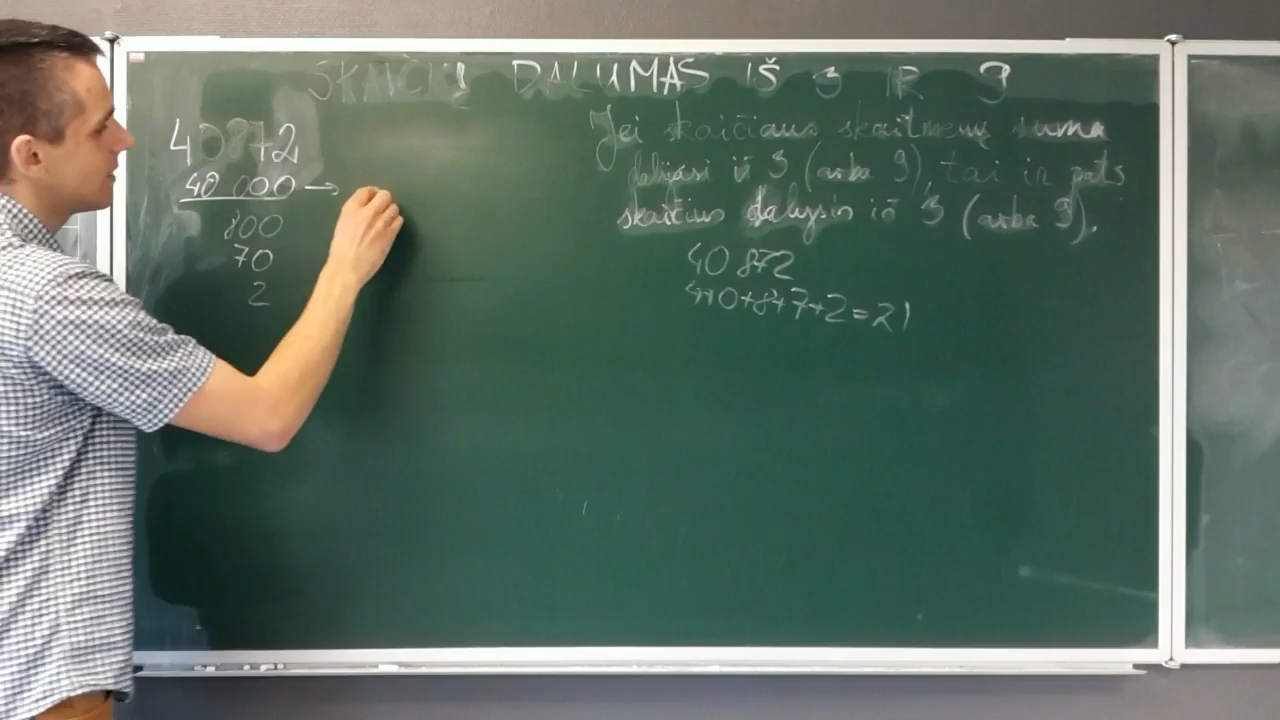 SKAIČIŲ DALUMAS IŠ 3 IR 9
40872
40 000 →
800
70
2
Jei skaičiaus skaitmenų suma
dalijasi iš 3 (arba 9), tai ir pats
skaičius dalijasi iš 3 (arba 9).
40 872
4+0+8+7+2=21